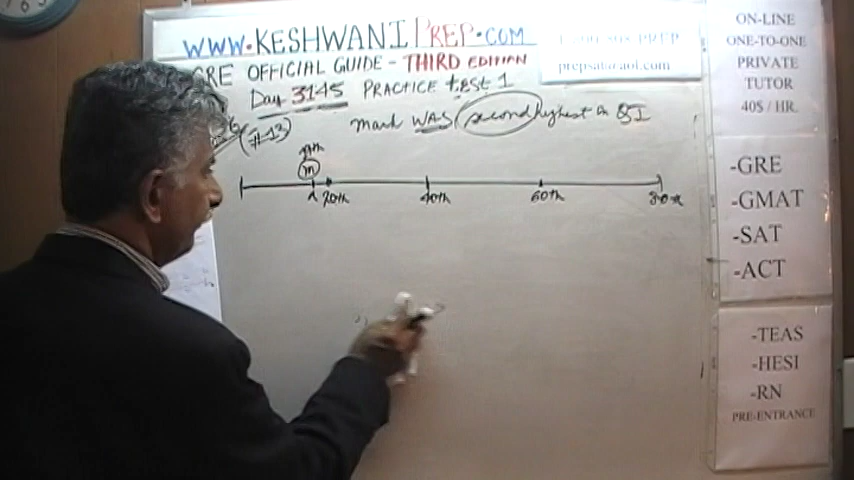 WWW.KESHWANIPREP.COM
GRE OFFICIAL GUIDE - THIRD EDITION
Day 3145 PRACTICE test 1
(#13)
mark WAS second highest on
m
20th 40th 60th 80th
prepsat@aol.com
ON-LINE
ONE-TO-ONE
PRIVATE
TUTOR
40$ / HR.
-GRE
-GMAT
-SAT
-ACT
-TEAS
-HESI
-RN
PRE-ENTRANCE